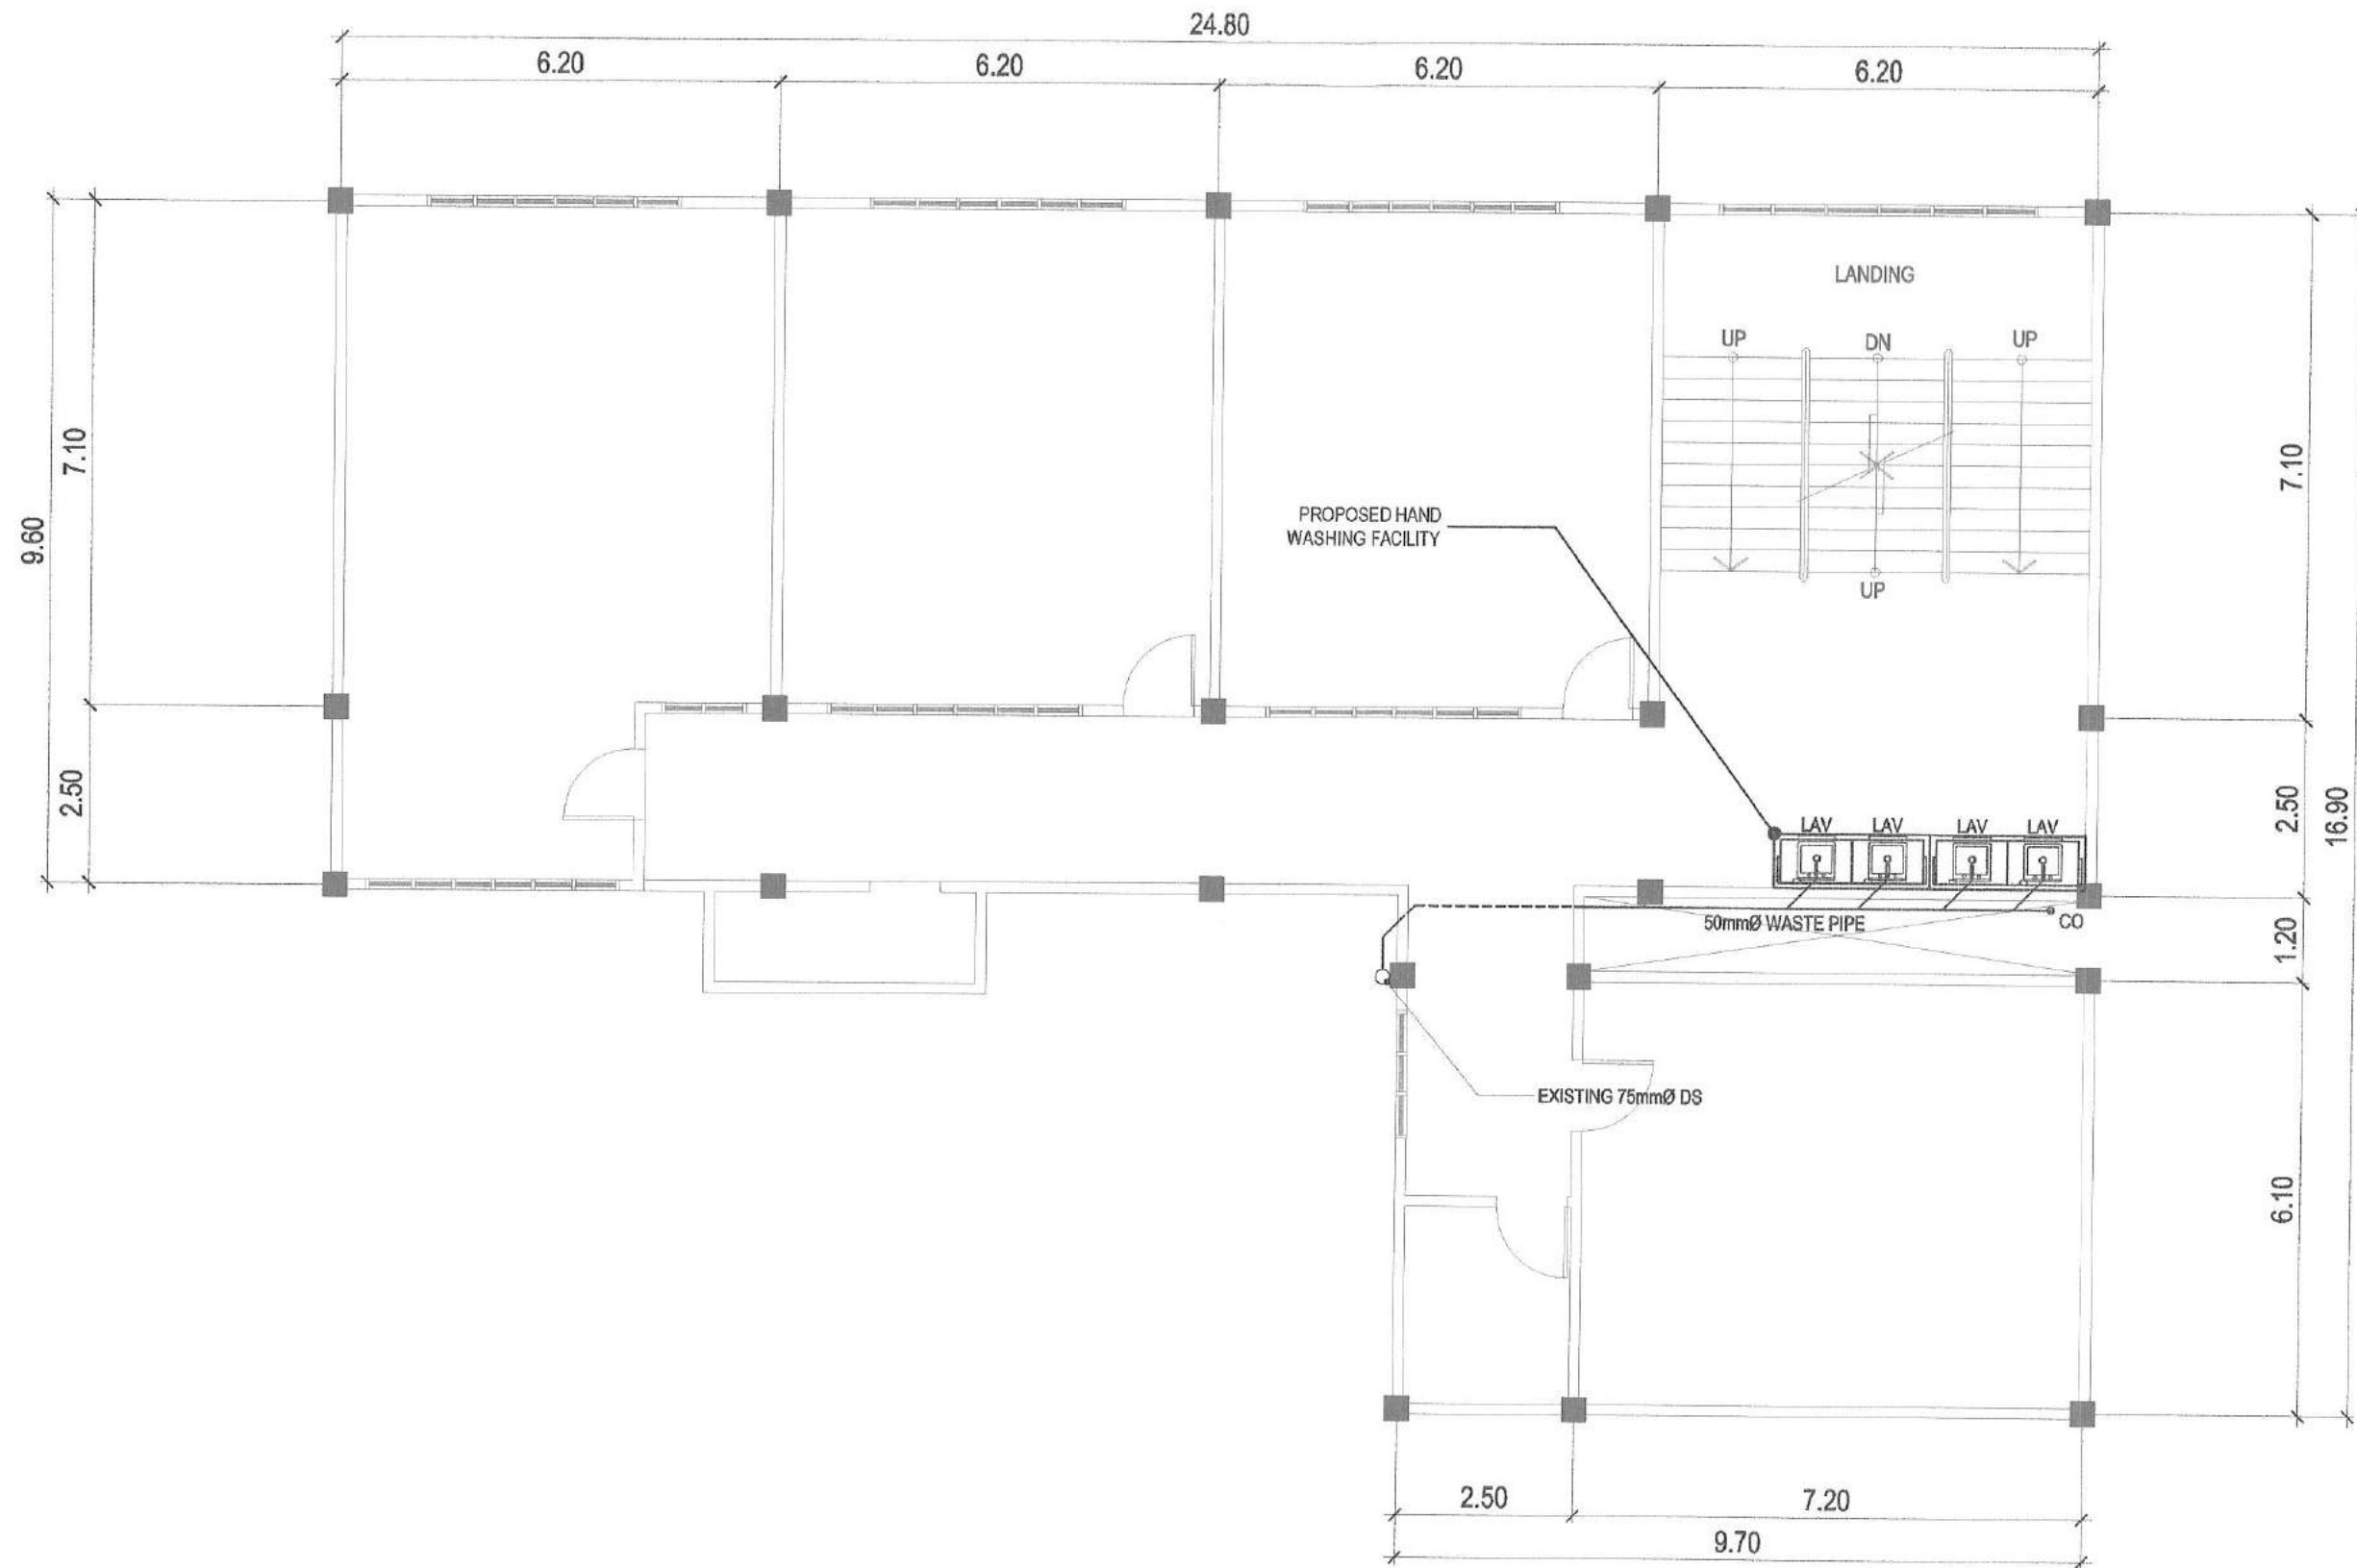 24.80
6.20
6.20
6.20
6.20
LANDING
UP
DN
UP
7.10
9.60
7.10
PROPOSED HAND
WASHING FACILITY
UP
2.50
2.50
16.90
LAV
LAV
LAV
LAV
50mmØ WASTE PIPE
CO
1.20
EXISTING 75mmØ DS
6.10
2.50
7.20
9.70